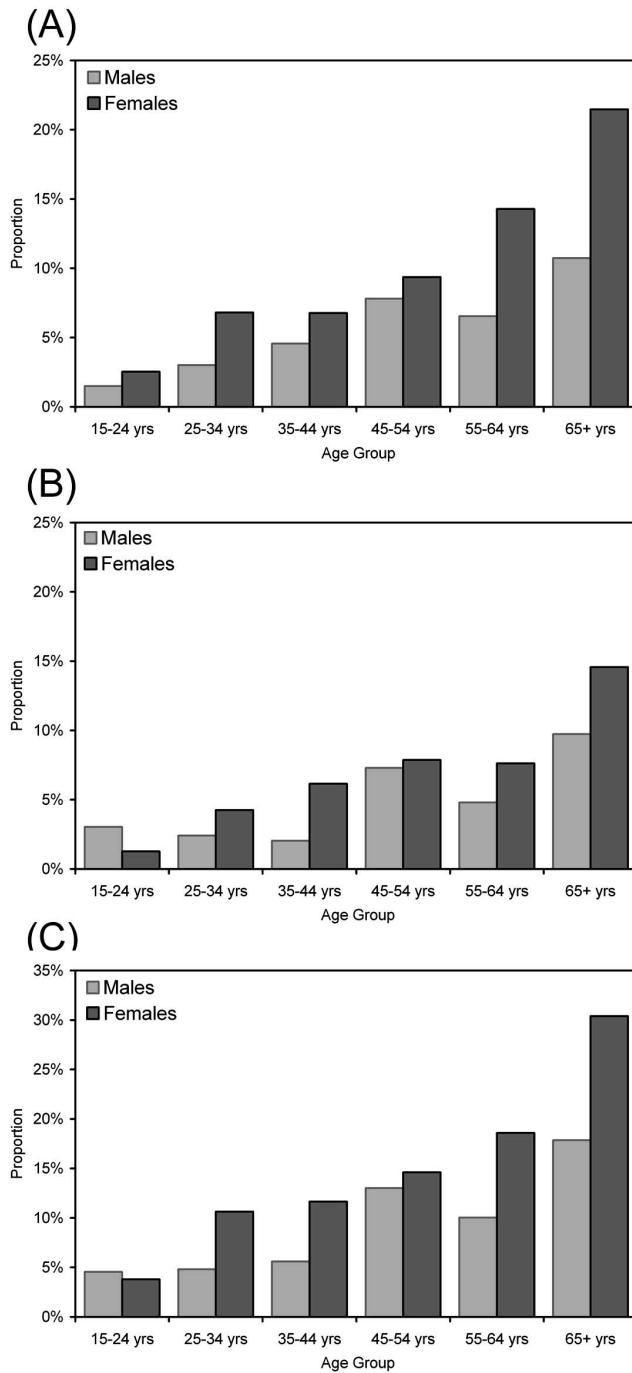 (A)
25%
20%
15%
10%
5%
0%
Proportion
Males
Females
15-24 yrs 25-34 yrs 35-44 yrs 45-54 yrs 55-64 yrs 65+ yrs
Age Group
(B)
25%
20%
15%
10%
5%
0%
Proportion
Males
Females
15-24 yrs 25-34 yrs 35-44 yrs 45-54 yrs 55-64 yrs 65+ yrs
Age Group
(C)
35%
30%
25%
20%
15%
10%
5%
0%
Proportion
Males
Females
15-24 yrs 25-34 yrs 35-44 yrs 45-54 yrs 55-64 yrs 65+ yrs
Age Group